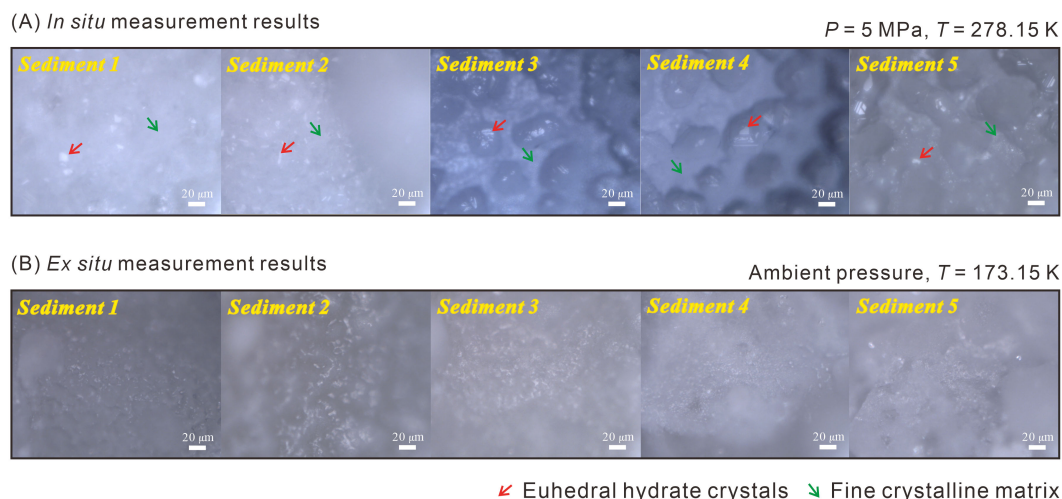 (A) In situ measurement results
P = 5 MPa, T = 278.15 K
Sediment 1
Sediment 2
Sediment 3
Sediment 4
Sediment 5
20 μm
20 μm
20 μm
20 μm
20 μm
(B) Ex situ measurement results
Ambient pressure, T = 173.15 K
Sediment 1
Sediment 2
Sediment 3
Sediment 4
Sediment 5
20 μm
20 μm
20 μm
20 μm
20 μm
Euhedral hydrate crystals
Fine crystalline matrix